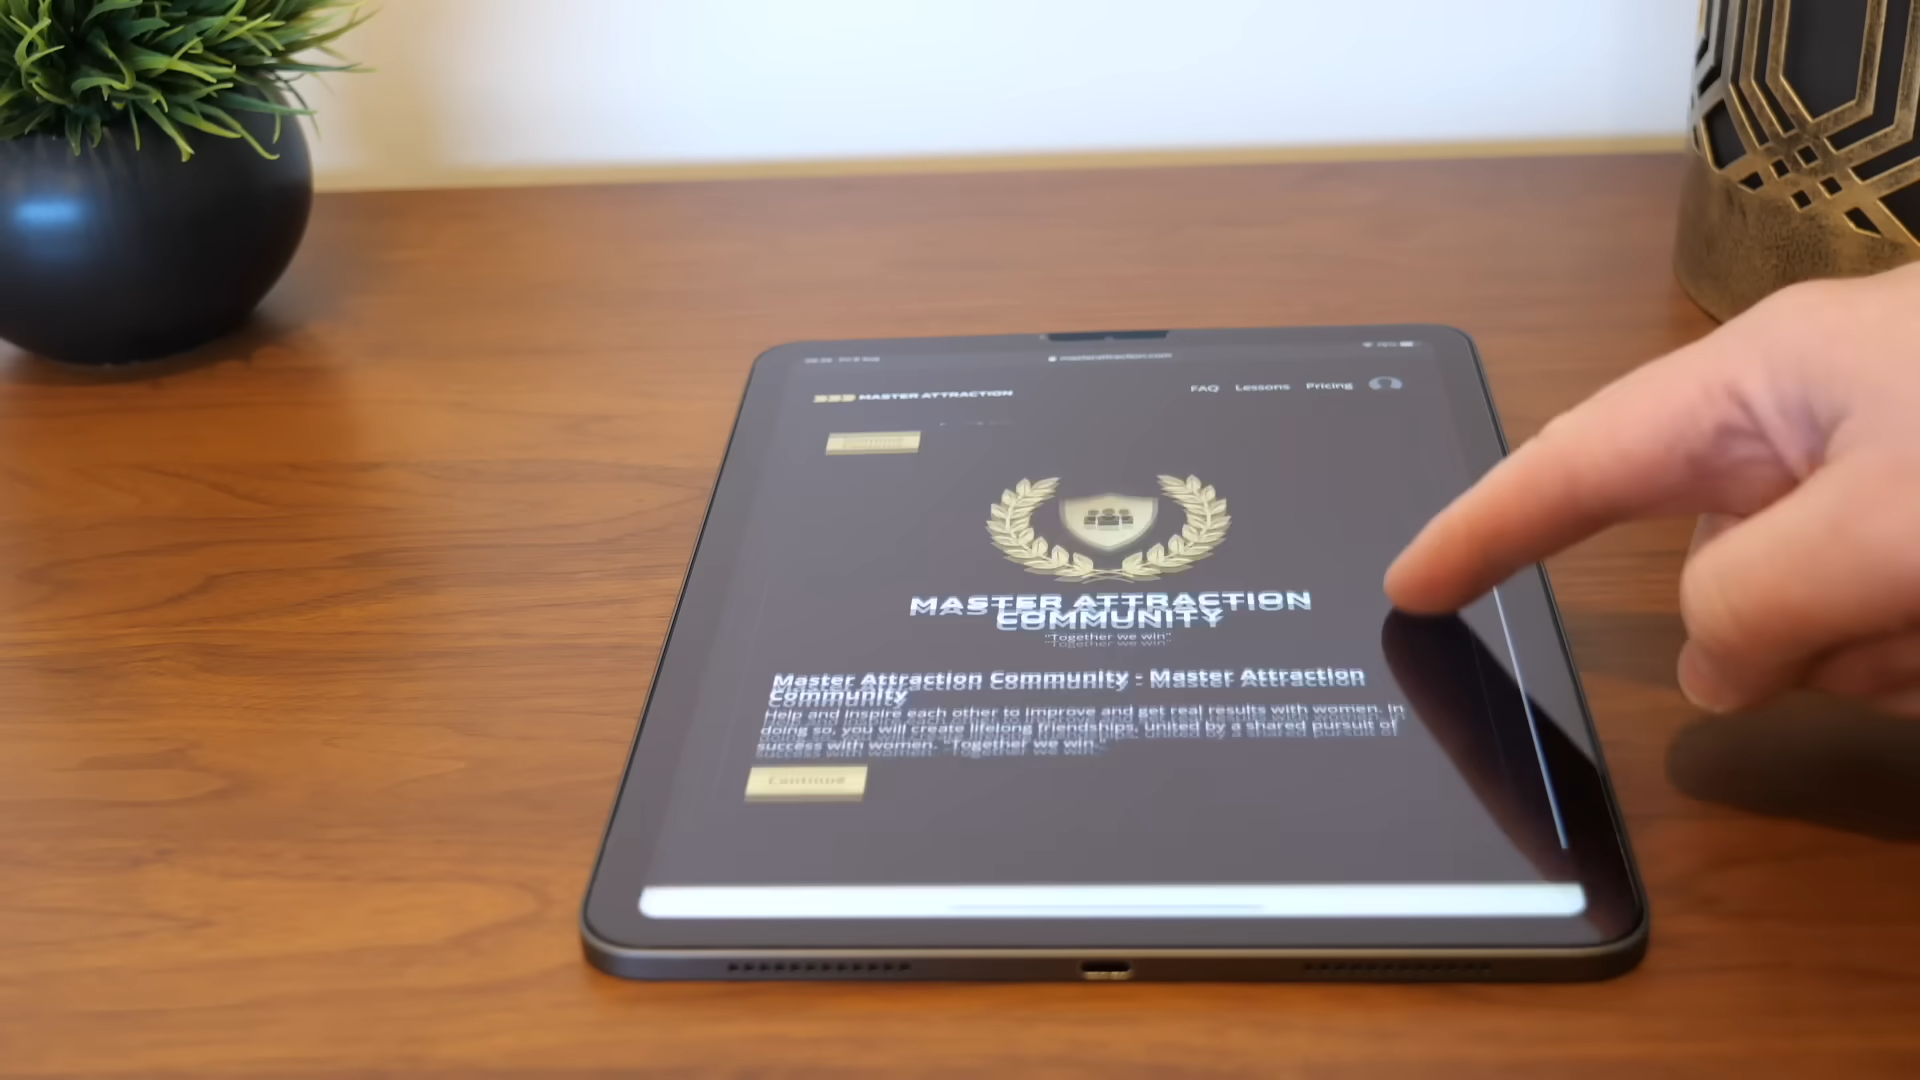 masterattraction.com
MASTER ATTRACTION
FAQ Lessons Pricing
MASTER ATTRACTION
COMMUNITY
"Together we win"
Master Attraction Community - Master Attraction
Community
Help and inspire each other to improve and get real results with women. In
doing so, you will create lifelong friendships, united by a shared pursuit of
success with women. "Together we win"
Continue